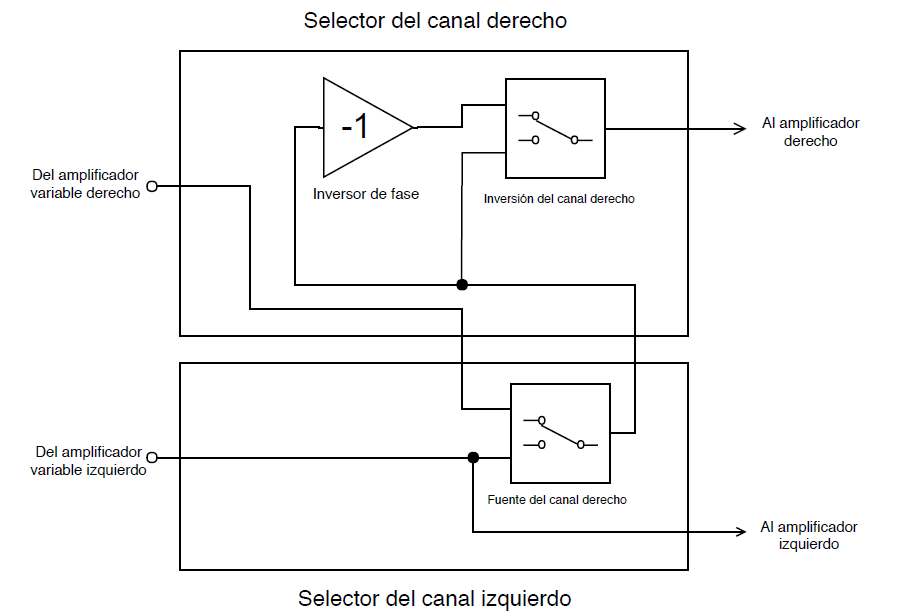 Selector del canal derecho
-1
Inversor de fase
Inversión del canal derecho
Al amplificador
derecho
Del amplificador
variable derecho
Del amplificador
variable izquierdo
Fuente del canal derecho
Al amplificador
izquierdo
Selector del canal izquierdo